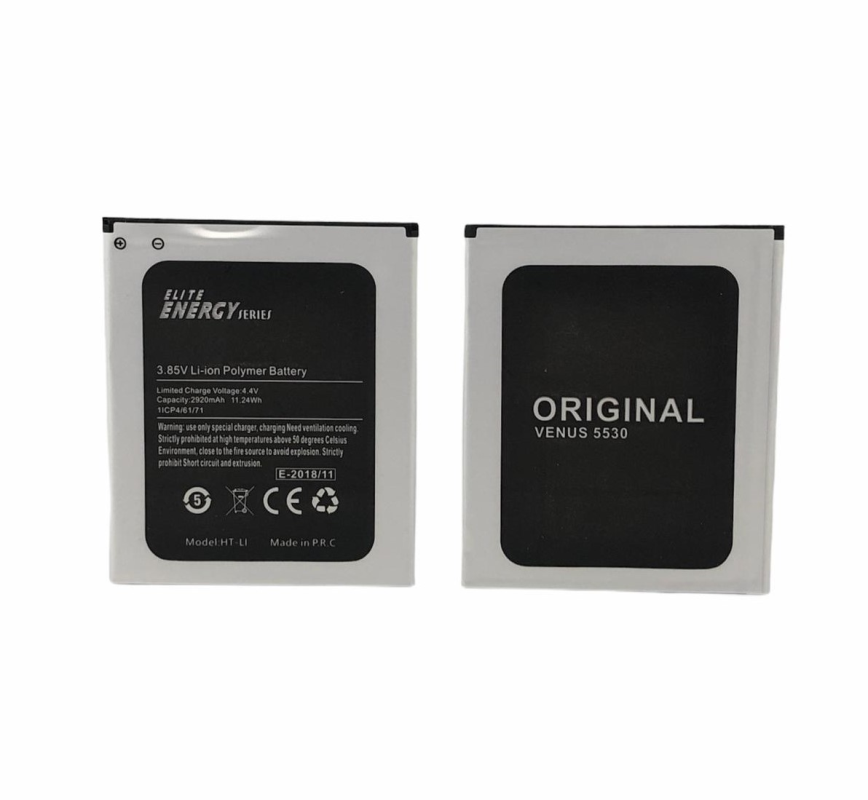 ELITE
ENERGY SERIES
3.85V Li-ion Polymer Battery
Limited Charge Voltage:4.4V
Capacity:2920mAh 11.24Wh
1ICP4/61/71
Warning: use only special charger, charging Need ventilation cooling.
Strictly prohibited at high temperatures above 50 degrees Celsius
Environment, close to the fire source to avoid explosion. Strictly
prohibit Short circuit and extrusion.
E-2018/11
5
CE
Model:HT-LI Made in P.R.C
ORIGINAL
VENUS 5530